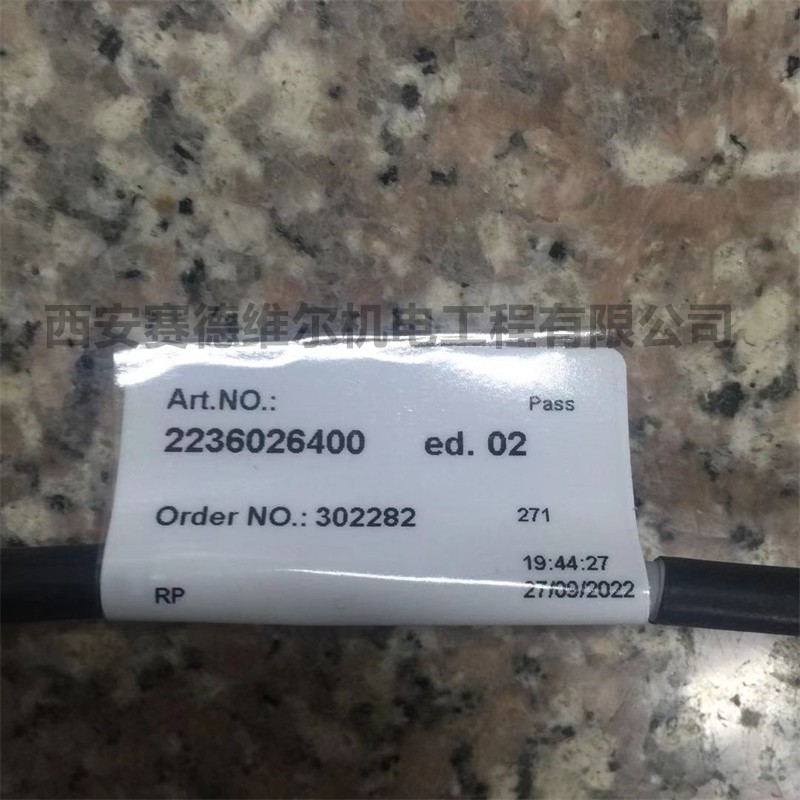 西安赛德维尔机电工程有限公司
Art.NO.:
Pass
2236026400 ed. 02
Order NO.: 302282
271
19:44:27
RP
27/09/2022